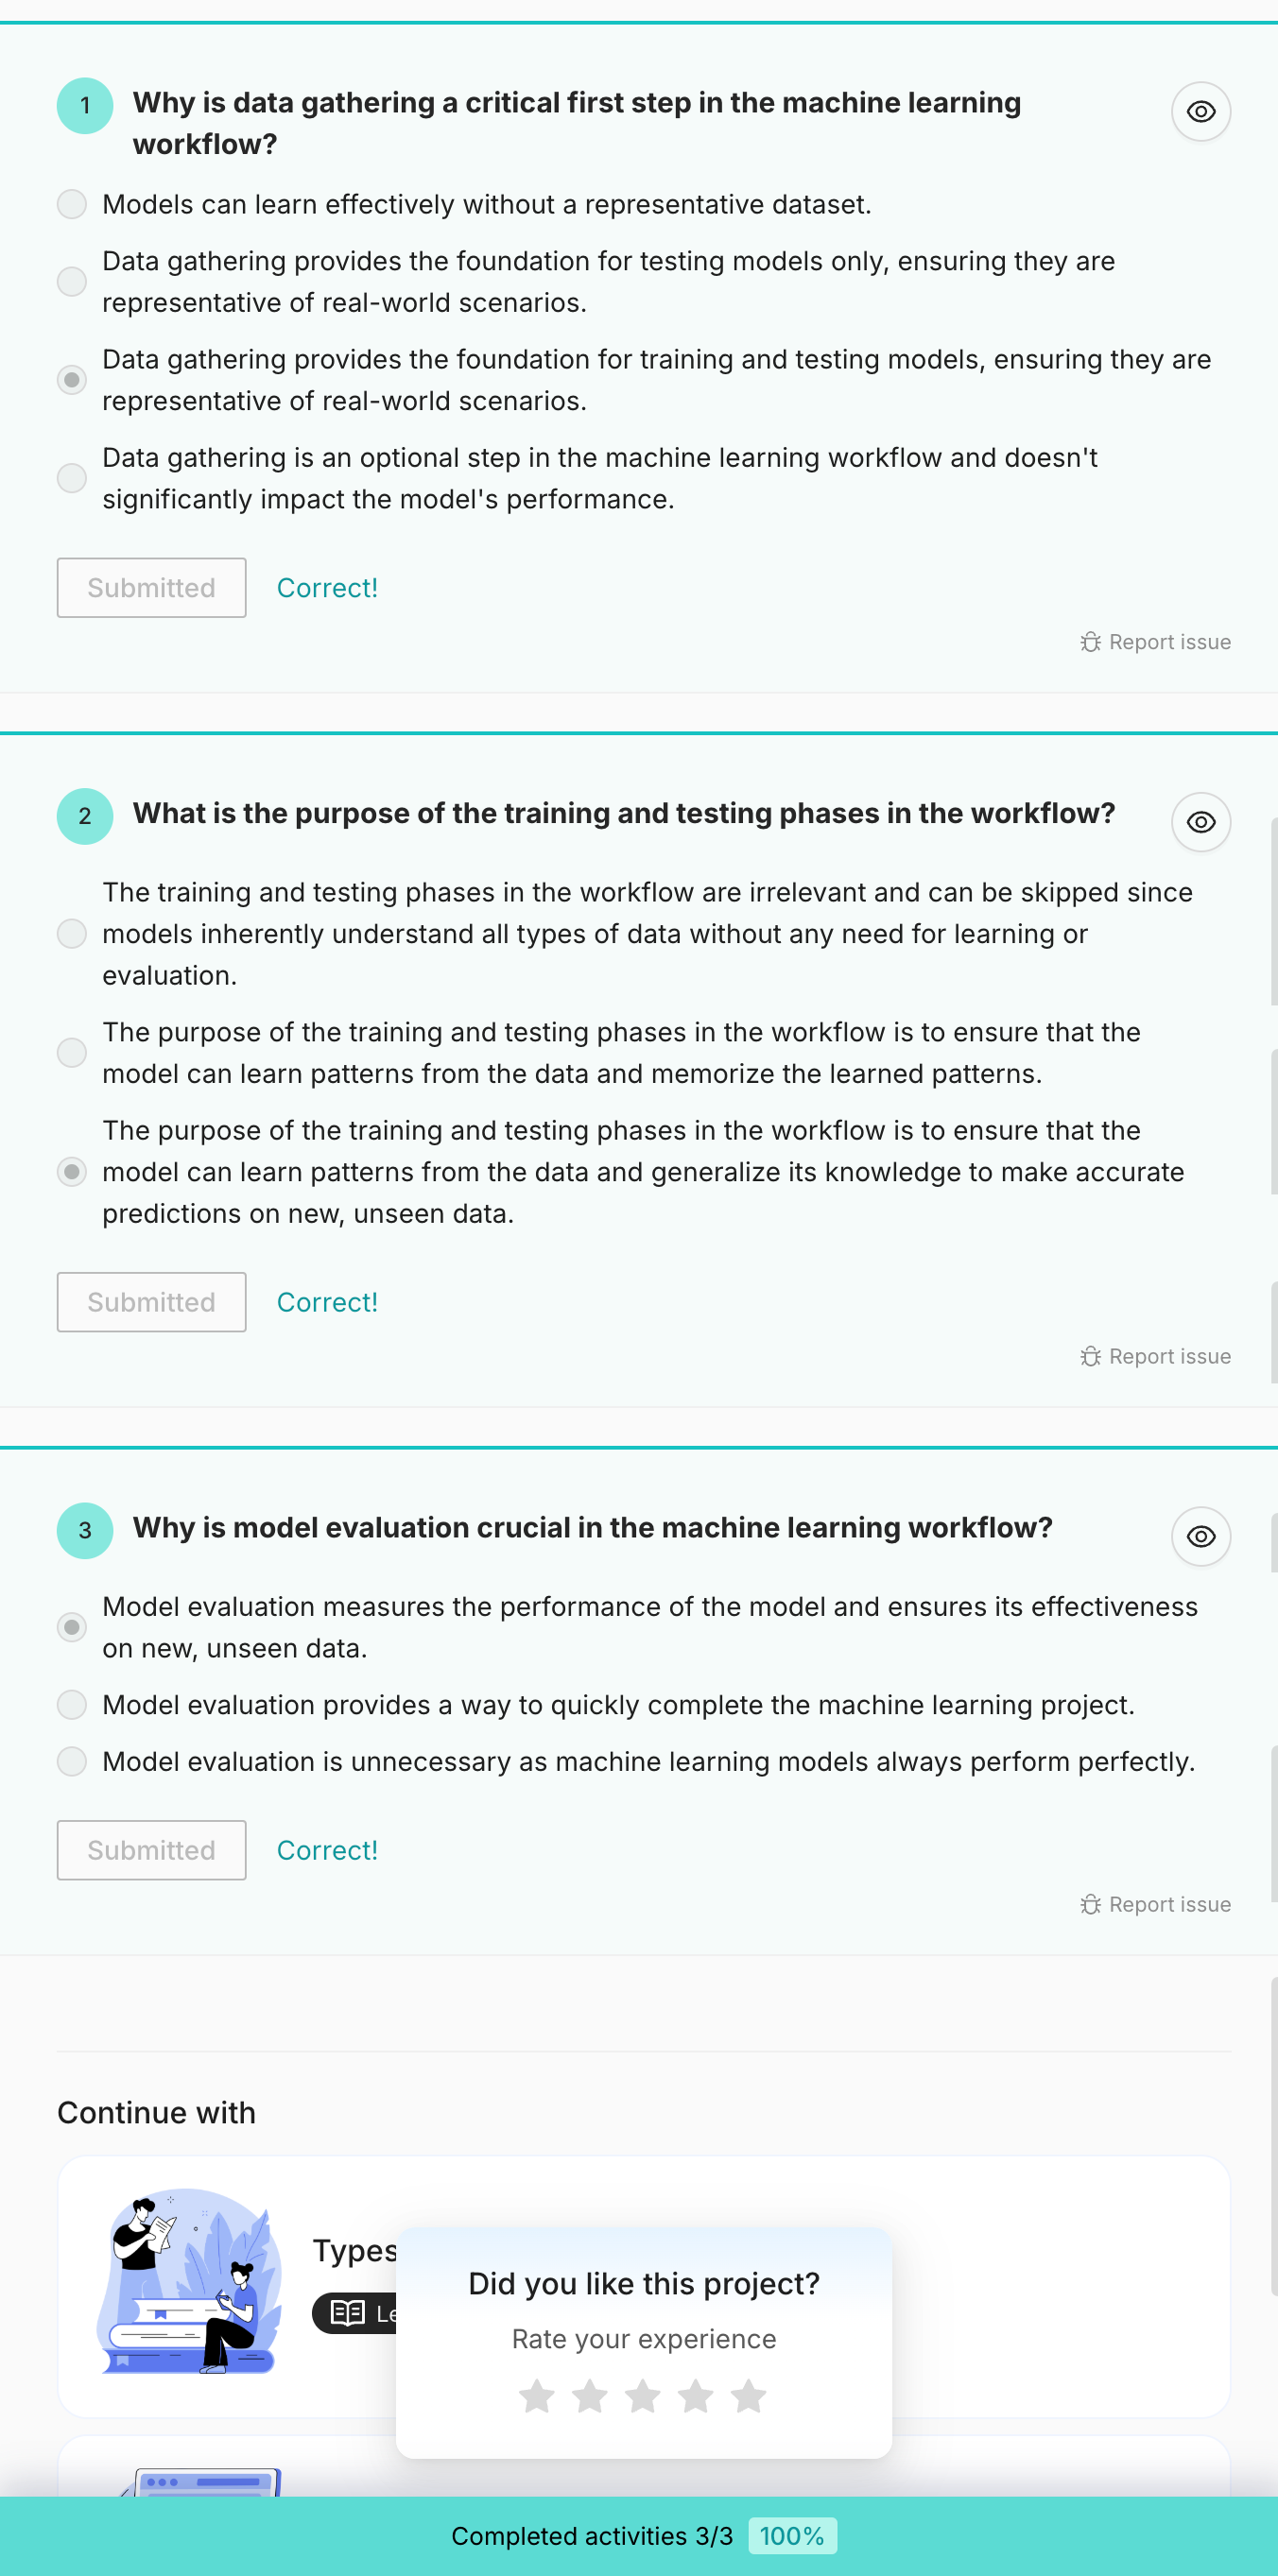 1
Why is data gathering a critical first step in the machine learning
workflow?
Models can learn effectively without a representative dataset.
Data gathering provides the foundation for testing models only, ensuring they are
representative of real-world scenarios.
Data gathering provides the foundation for training and testing models, ensuring they are
representative of real-world scenarios.
Data gathering is an optional step in the machine learning workflow and doesn't
significantly impact the model's performance.
Submitted
Correct!
Report issue
2
What is the purpose of the training and testing phases in the workflow?
The training and testing phases in the workflow are irrelevant and can be skipped since
models inherently understand all types of data without any need for learning or
evaluation.
The purpose of the training and testing phases in the workflow is to ensure that the
model can learn patterns from the data and memorize the learned patterns.
The purpose of the training and testing phases in the workflow is to ensure that the
model can learn patterns from the data and generalize its knowledge to make accurate
predictions on new, unseen data.
Submitted
Correct!
Report issue
3
Why is model evaluation crucial in the machine learning workflow?
Model evaluation measures the performance of the model and ensures its effectiveness
on new, unseen data.
Model evaluation provides a way to quickly complete the machine learning project.
Model evaluation is unnecessary as machine learning models always perform perfectly.
Submitted
Correct!
Report issue
Continue with
Types
Did you like this project?
Rate your experience
Completed activities 3/3 100%